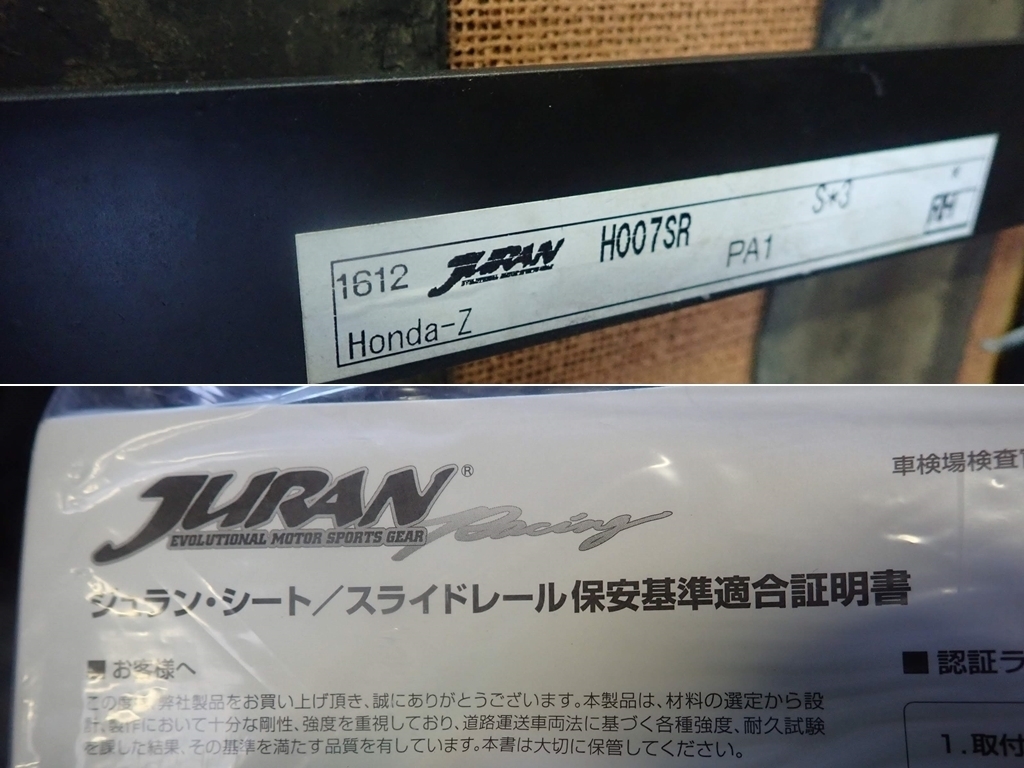 1612 JURAN H007SR S*3
EVOLUTIONAL MOTOR SPORTS GEAR
Honda-Z PA1 RH
車検場検査官
JURAN® Racing
EVOLUTIONAL MOTOR SPORTS GEAR
ジュラン・シート/スライドレール保安基準適合証明書
■お客様へ
この度、弊社製品をお買い上げ頂き、誠にありがとうございます。本製品は、材料の選定から設
計、製作において十分な剛性、強度を重視しており、道路運送車両法に基づく各種強度、耐久試験
を課した結果、その基準を満たす品質を有しています。本書は大切に保管してください。
■認証ラ
1.取付